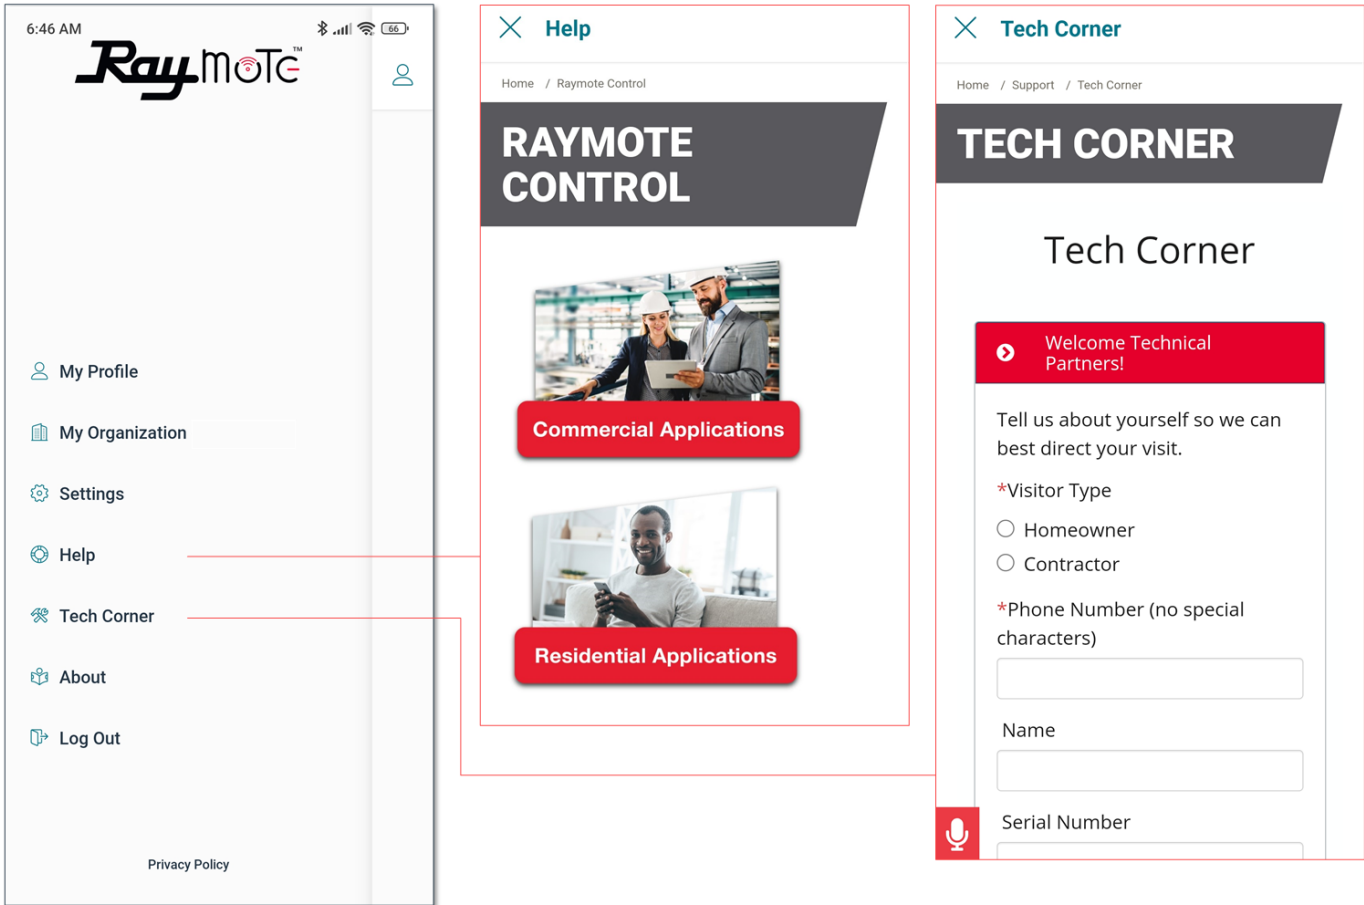 6:46 AM
66
Raymote™
My Profile
My Organization
Settings
Help
Tech Corner
About
Log Out
Privacy Policy
Help
Home / Raymote Control
RAYMOTE
CONTROL
Commercial Applications
Residential Applications
Tech Corner
Home / Support / Tech Corner
TECH CORNER
Tech Corner
Welcome Technical
Partners!
Tell us about yourself so we can
best direct your visit.
*Visitor Type
Homeowner
Contractor
*Phone Number (no special
characters)
Name
Serial Number